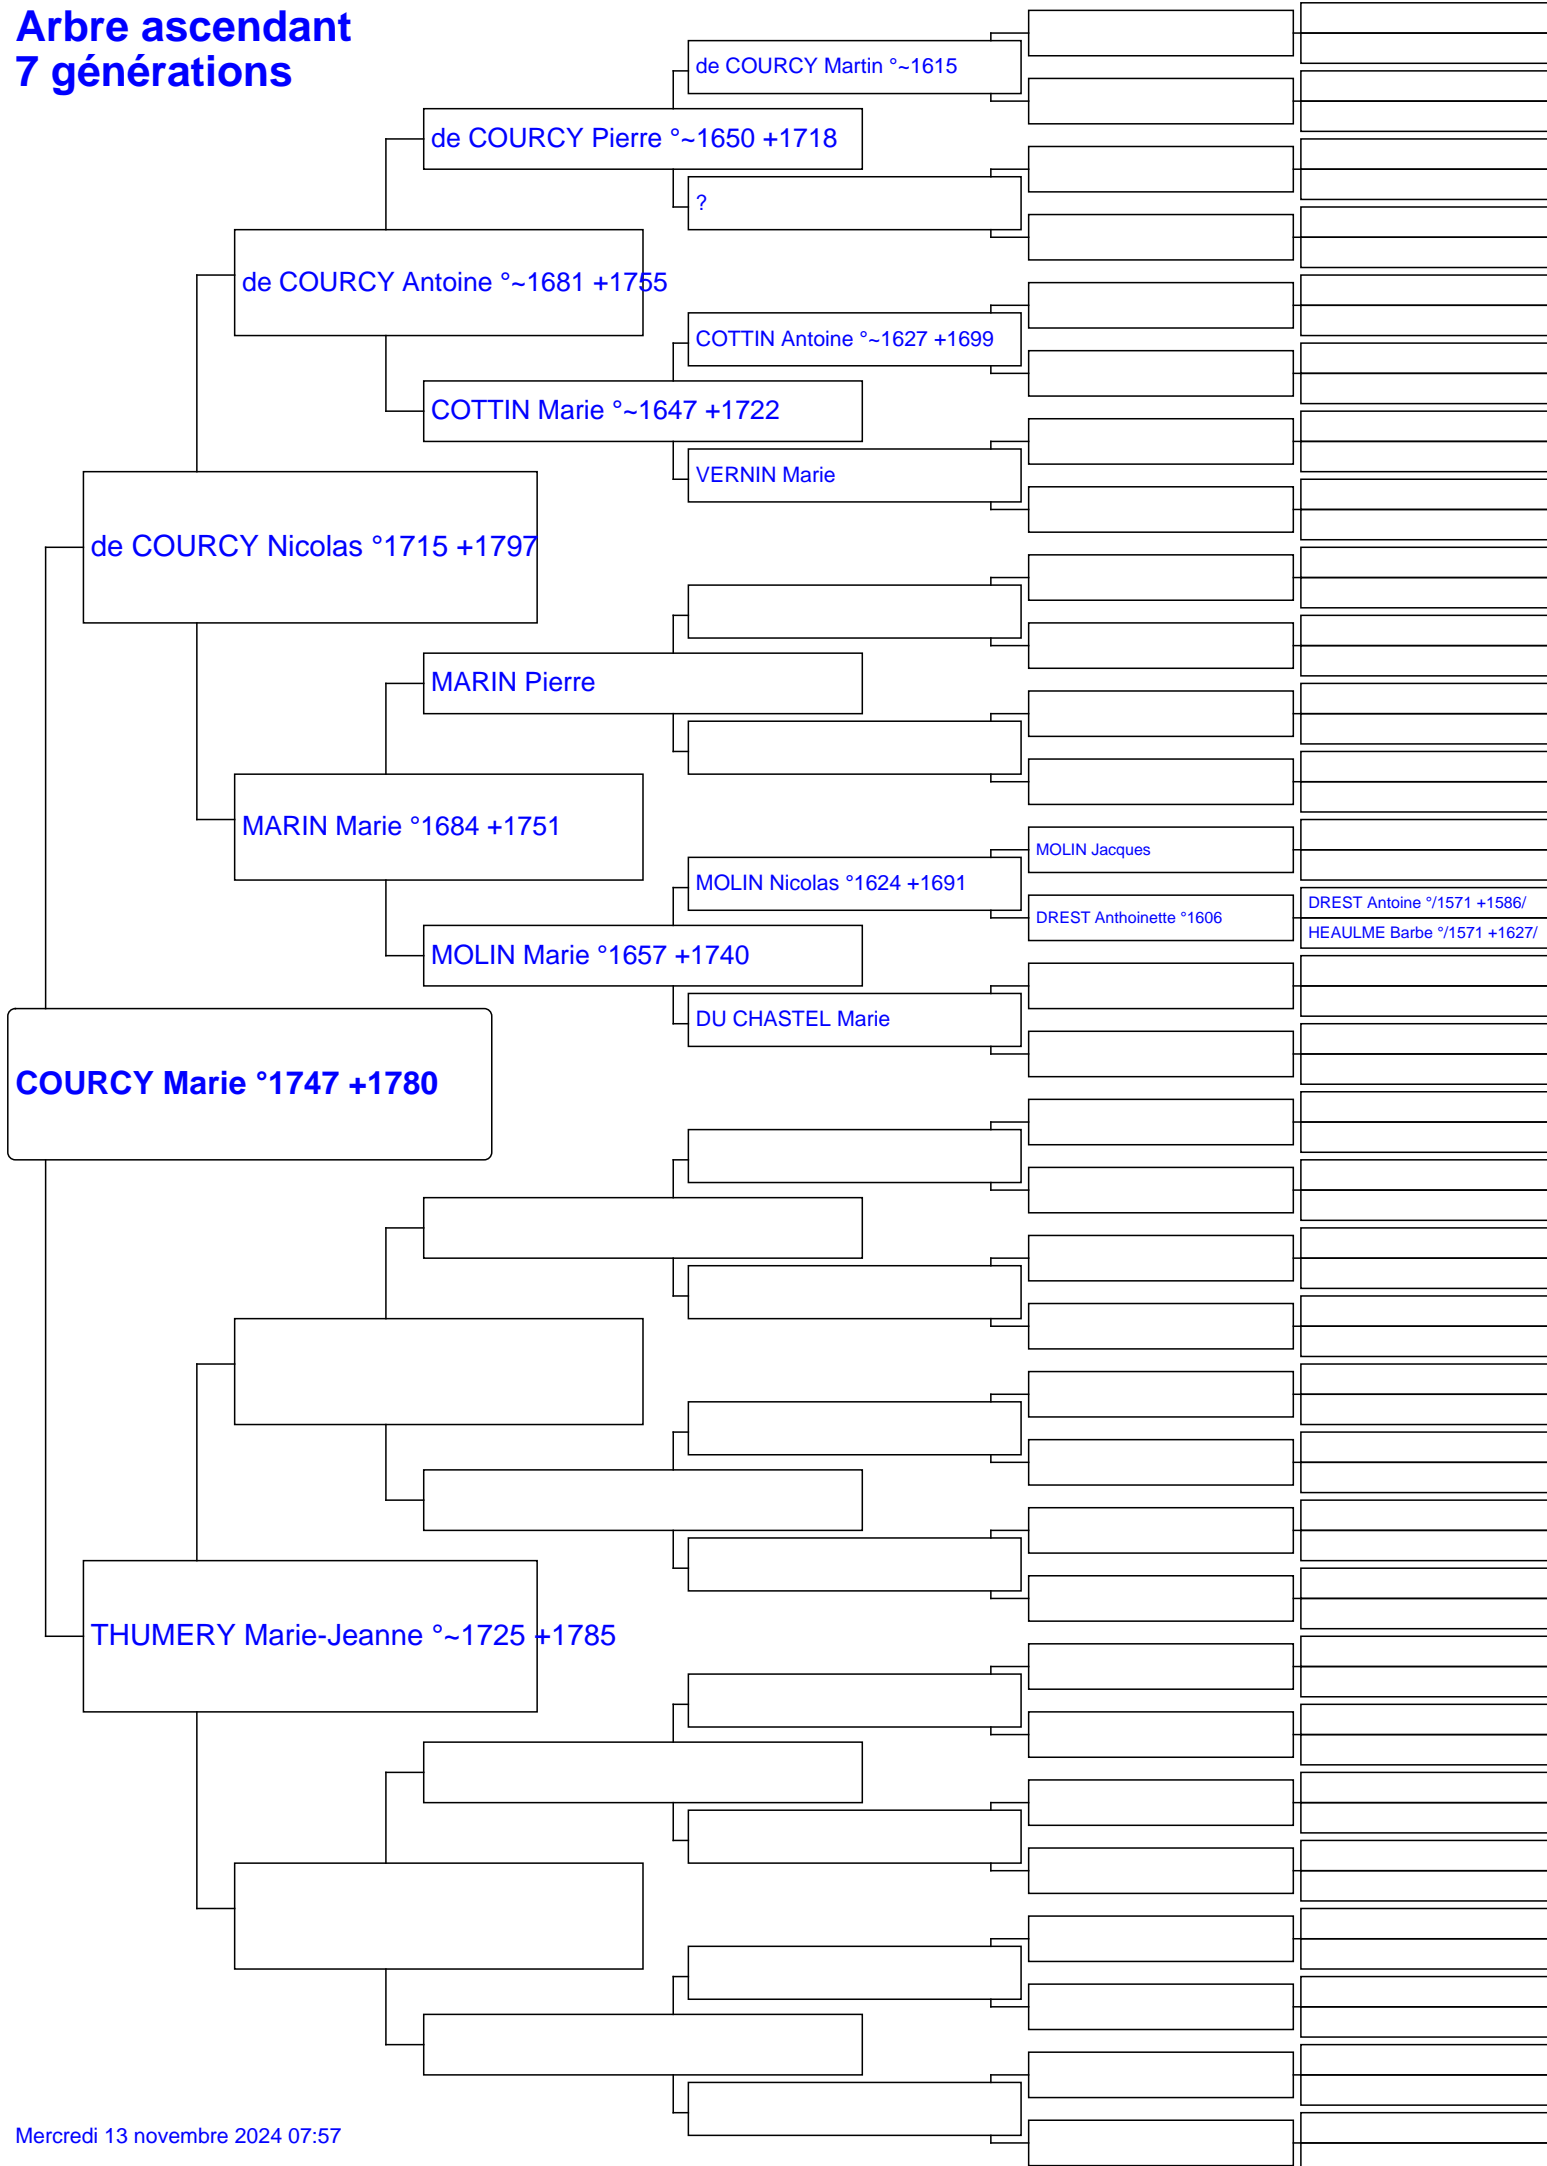 Arbre ascendant
7 générations
de COURCY Martin °~1615
de COURCY Pierre °~1650 +1718
?
de COURCY Antoine °~1681 +1755
COTTIN Antoine °~1627 +1699
COTTIN Marie °~1647 +1722
VERNIN Marie
de COURCY Nicolas °1715 +1797
MARIN Pierre
MARIN Marie °1684 +1751
MOLIN Jacques
MOLIN Nicolas °1624 +1691
DREST Antoine °/1571 +1586/
DREST Anthoinette °1606
HEAULME Barbe °/1571 +1627/
MOLIN Marie °1657 +1740
DU CHASTEL Marie
COURCY Marie °1747 +1780
THUMERY Marie-Jeanne °~1725 +1785
Mercredi 13 novembre 2024 07:57